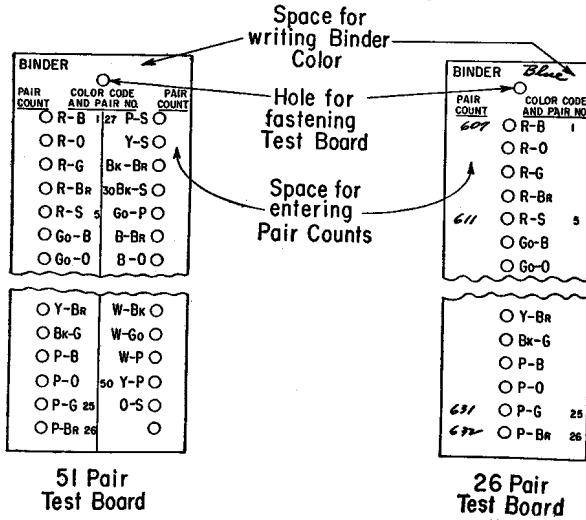 Space for
writing Binder
Color
BINDER
PAIR COUNT COLOR CODE AND PAIR NO. PAIR COUNT
R-B 1 27 P-S
R-O Y-S
R-G BK-BR
R-BR 30 BK-S
R-S 5 GO-P
GO-B B-BR
GO-O B-O
Y-BR W-BK
BK-G W-GO
P-B W-P
P-O 50 Y-P
P-G 25 O-S
P-BR 26
51 Pair
Test Board
Hole for
fastening
Test Board
Space for
entering
Pair Counts
BINDER Blue
PAIR COUNT COLOR CODE AND PAIR NO.
607 R-B 1
R-O
R-G
R-BR
611 R-S 5
GO-B
GO-O
Y-BR
BK-G
P-B
P-O
631 P-G 25
632 P-BR 26
26 Pair
Test Board